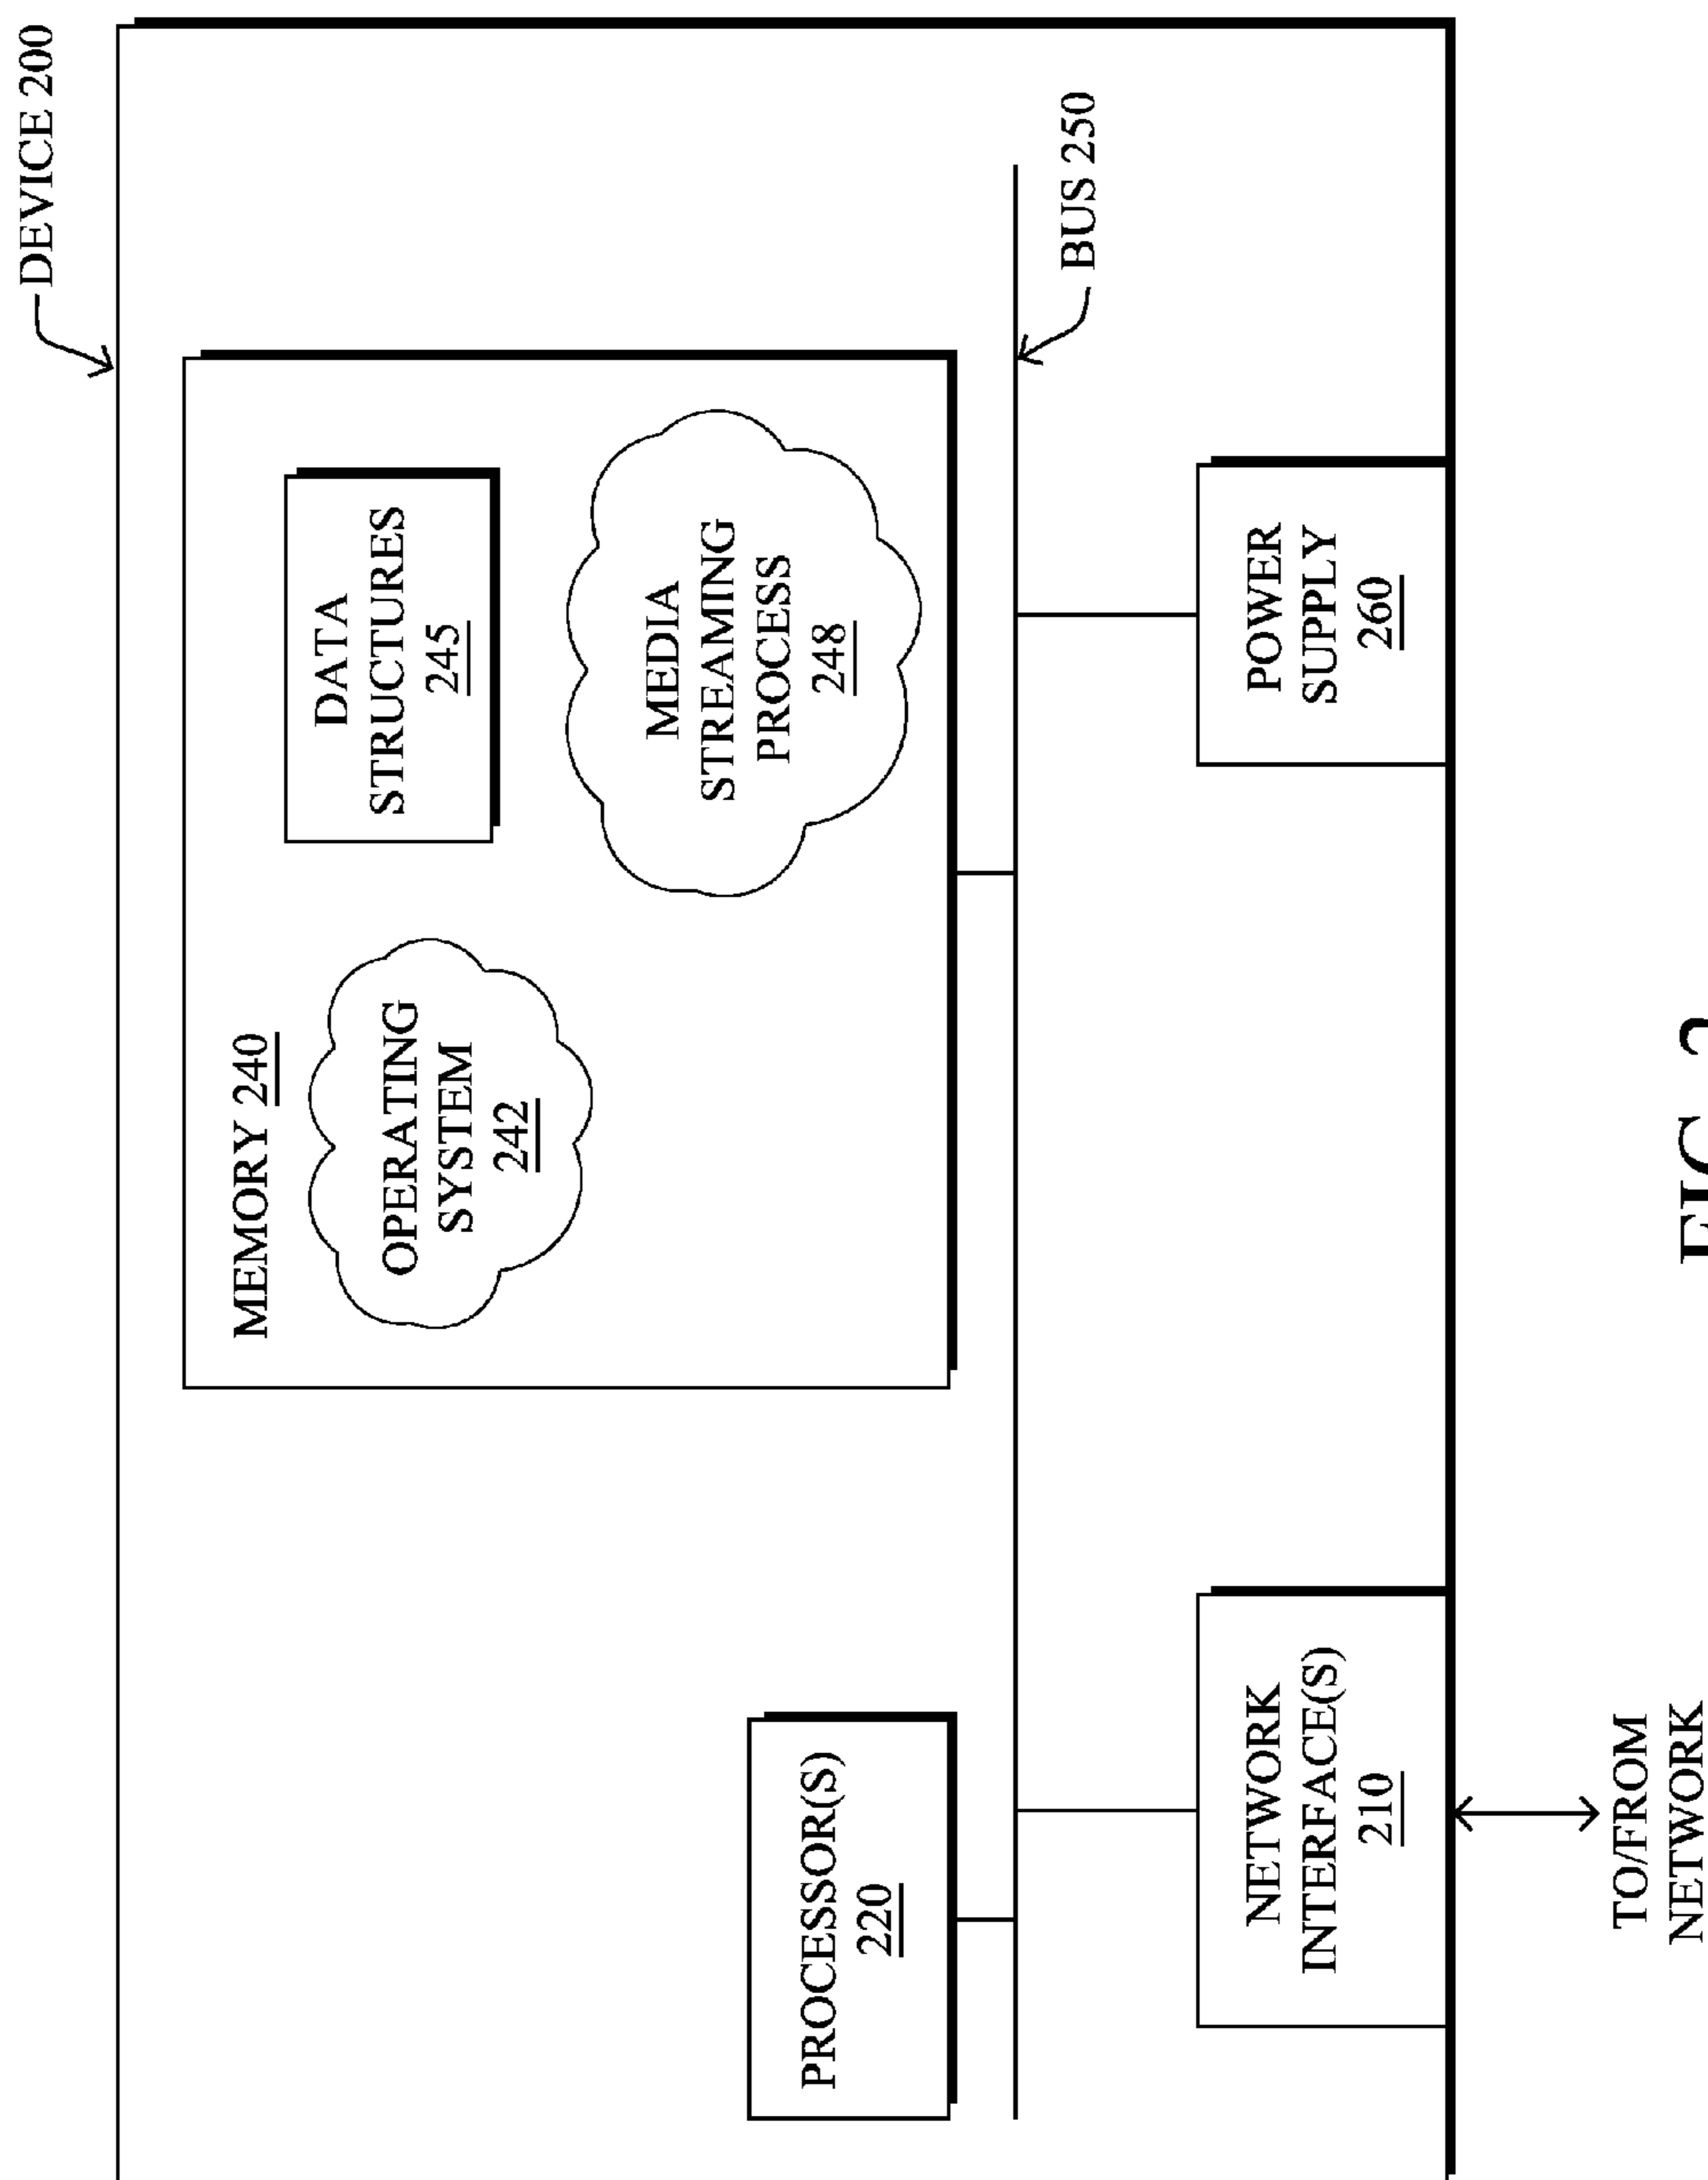 DEVICE 200
MEMORY 240
DATA
STRUCTURES
245
OPERATING
SYSTEM
242
MEDIA
STREAMING
PROCESS
248
PROCESSOR(S)
220
BUS 250
NETWORK
INTERFACE(S)
210
POWER
SUPPLY
260
TO/FROM
NETWORK
FIG